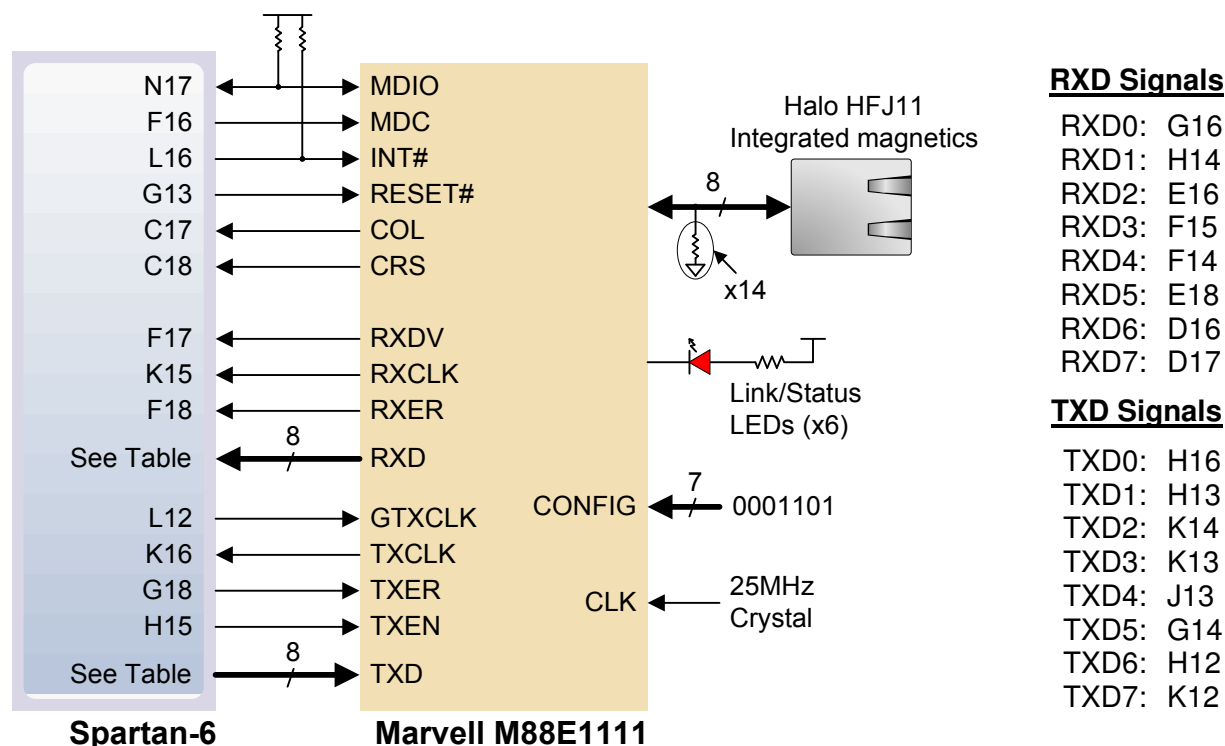 N17 MDIO
F16 MDC
L16 INT#
G13 RESET#
C17 COL
C18 CRS
F17 RXDV
K15 RXCLK
F18 RXER
See Table 8 RXD
L12 GTXCLK
K16 TXCLK
G18 TXER
H15 TXEN
See Table 8 TXD
Spartan-6
Marvell M88E1111
Halo HFJ11
Integrated magnetics
8
x14
Link/Status
LEDs (x6)
CONFIG 7 0001101
CLK 25MHz
Crystal
RXD Signals
RXD0: G16
RXD1: H14
RXD2: E16
RXD3: F15
RXD4: F14
RXD5: E18
RXD6: D16
RXD7: D17
TXD Signals
TXD0: H16
TXD1: H13
TXD2: K14
TXD3: K13
TXD4: J13
TXD5: G14
TXD6: H12
TXD7: K12